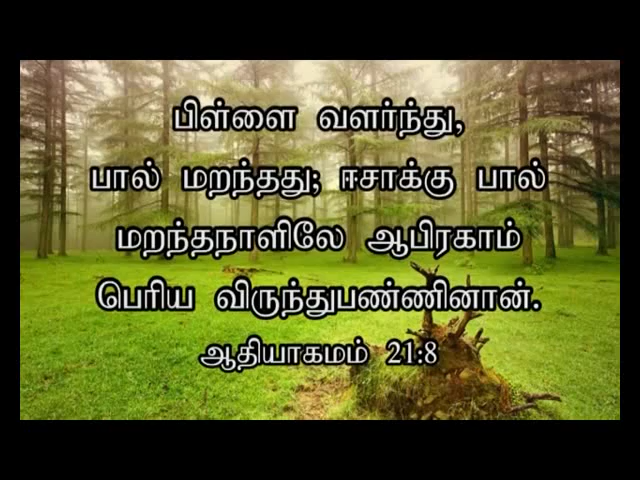 பிள்ளை வளர்ந்து,
பால் மறந்தது; ஈசாக்கு பால்
மறந்தநாளிலே ஆபிரகாம்
பெரிய விருந்துபண்ணினான்.
ஆதியாகமம் 21:8